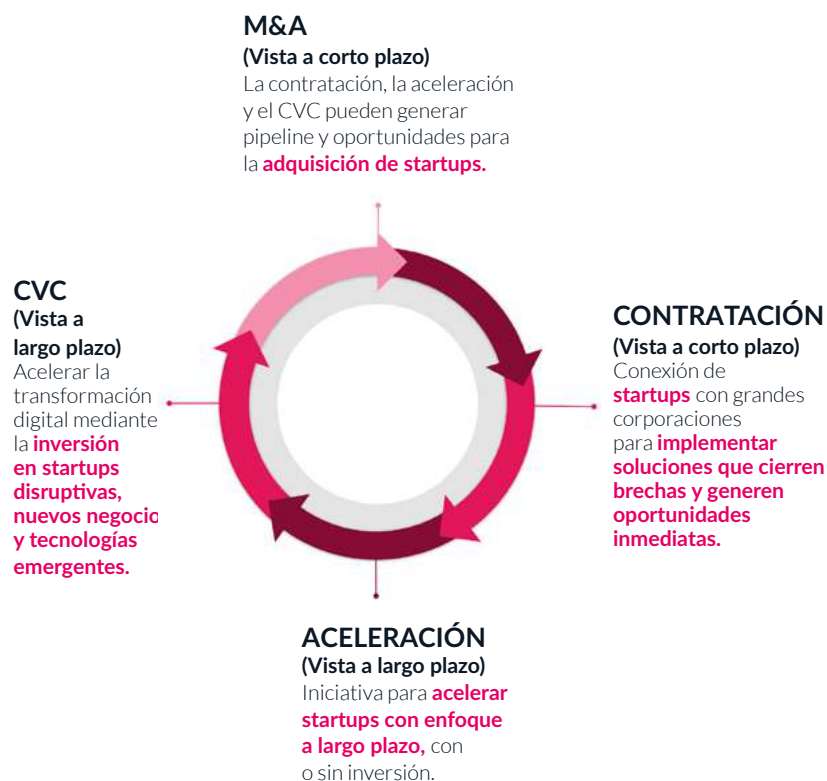 M&A
(Vista a corto plazo)
La contratación, la aceleración
y el CVC pueden generar
pipeline y oportunidades para
la adquisición de startups.
CVC
(Vista a
largo plazo)
Acelerar la
transformación
digital mediante
la inversión
en startups
disruptivas,
nuevos negocio
y tecnologías
emergentes.
CONTRATACIÓN
(Vista a corto plazo)
Conexión de
startups con grandes
corporaciones
para implementar
soluciones que cierren
brechas y generen
oportunidades
inmediatas.
ACELERACIÓN
(Vista a largo plazo)
Iniciativa para acelerar
startups con enfoque
a largo plazo, con
o sin inversión.